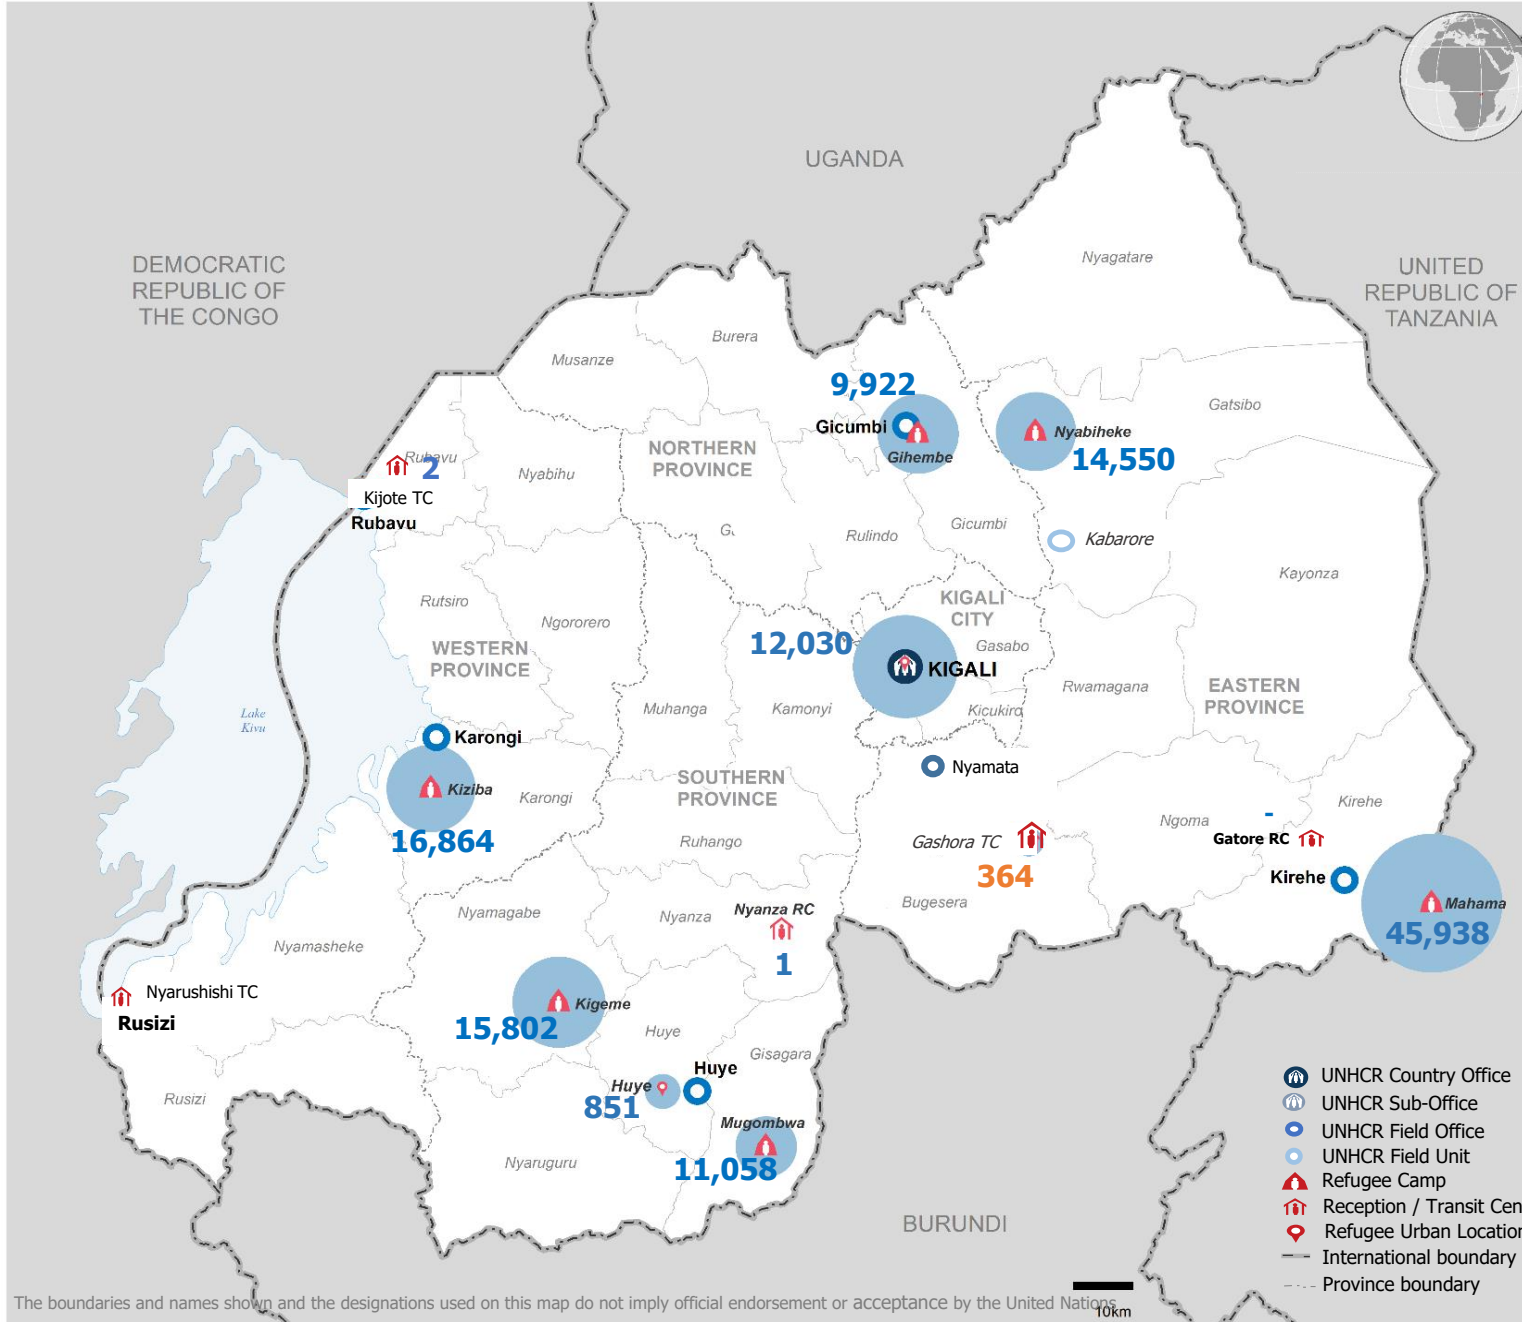 UGANDA
DEMOCRATIC
REPUBLIC OF
THE CONGO
UNITED
REPUBLIC OF
TANZANIA
Nyagatare
Burera
Musanze
9,922
Gicumbi
Gihembe
Nyabiheke
14,550
Gatsibo
NORTHERN
PROVINCE
Rubavu
2
Kijote TC
Rubavu
Nyabihu
G
Rulindo
Gicumbi
Kabarore
Kayonza
Rutsiro
Ngororero
WESTERN
PROVINCE
KIGALI
CITY
Gasabo
12,030
KIGALI
Kicukiro
Rwamagana
EASTERN
PROVINCE
Lake
Kivu
Muhanga
Kamonyi
Karongi
Kiziba
Karongi
16,864
SOUTHERN
PROVINCE
Ruhango
Nyamata
Gashora TC
364
Bugesera
Ngoma
-
Gatore RC
Kirehe
Kirehe
Mahama
45,938
Nyamagabe
Nyanza
Nyanza RC
1
Nyamasheke
Nyarushishi TC
Rusizi
Rusizi
Kigeme
15,802
Huye
Gisagara
Huye
Huye
851
Mugombwa
11,058
Nyaruguru
BURUNDI
UNHCR Country Office
UNHCR Sub-Office
UNHCR Field Office
UNHCR Field Unit
Refugee Camp
Reception / Transit Cen
Refugee Urban Location
International boundary
Province boundary
10km
The boundaries and names shown and the designations used on this map do not imply official endorsement or acceptance by the United Nations